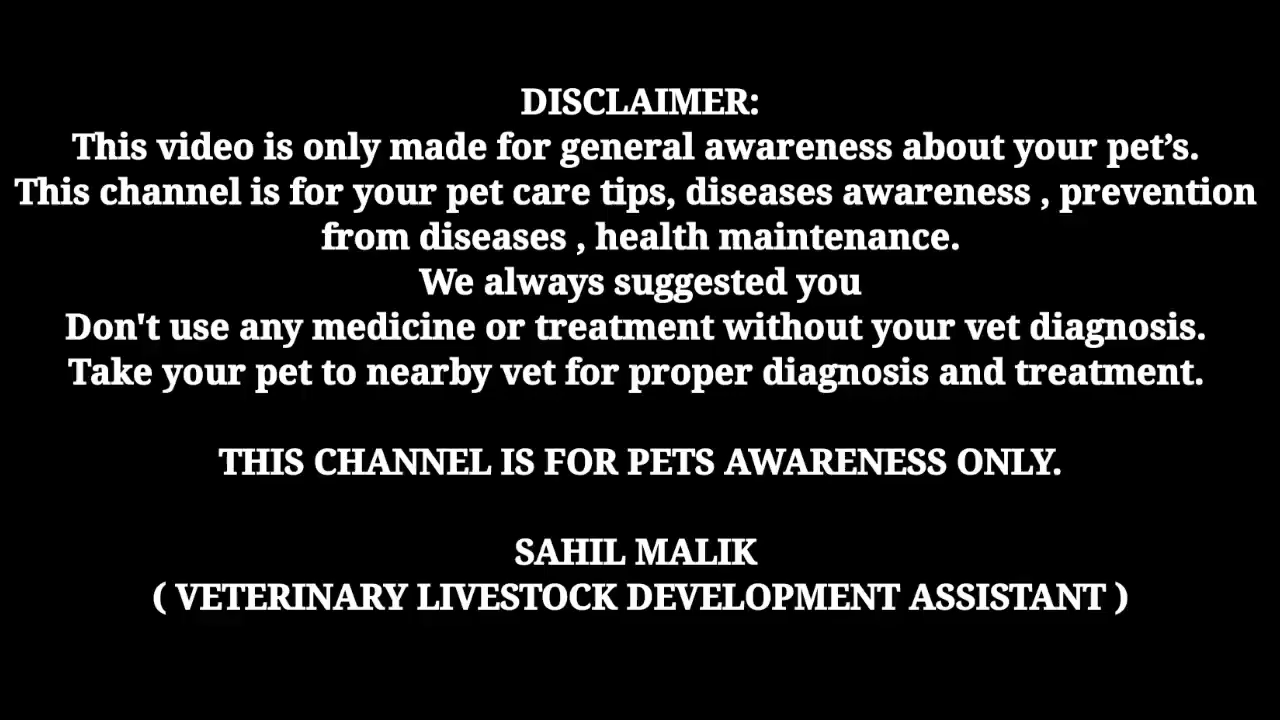 DISCLAIMER:
This video is only made for general awareness about your pet’s.
This channel is for your pet care tips, diseases awareness , prevention
from diseases , health maintenance.
We always suggested you
Don't use any medicine or treatment without your vet diagnosis.
Take your pet to nearby vet for proper diagnosis and treatment.
THIS CHANNEL IS FOR PETS AWARENESS ONLY.
SAHIL MALIK
( VETERINARY LIVESTOCK DEVELOPMENT ASSISTANT )